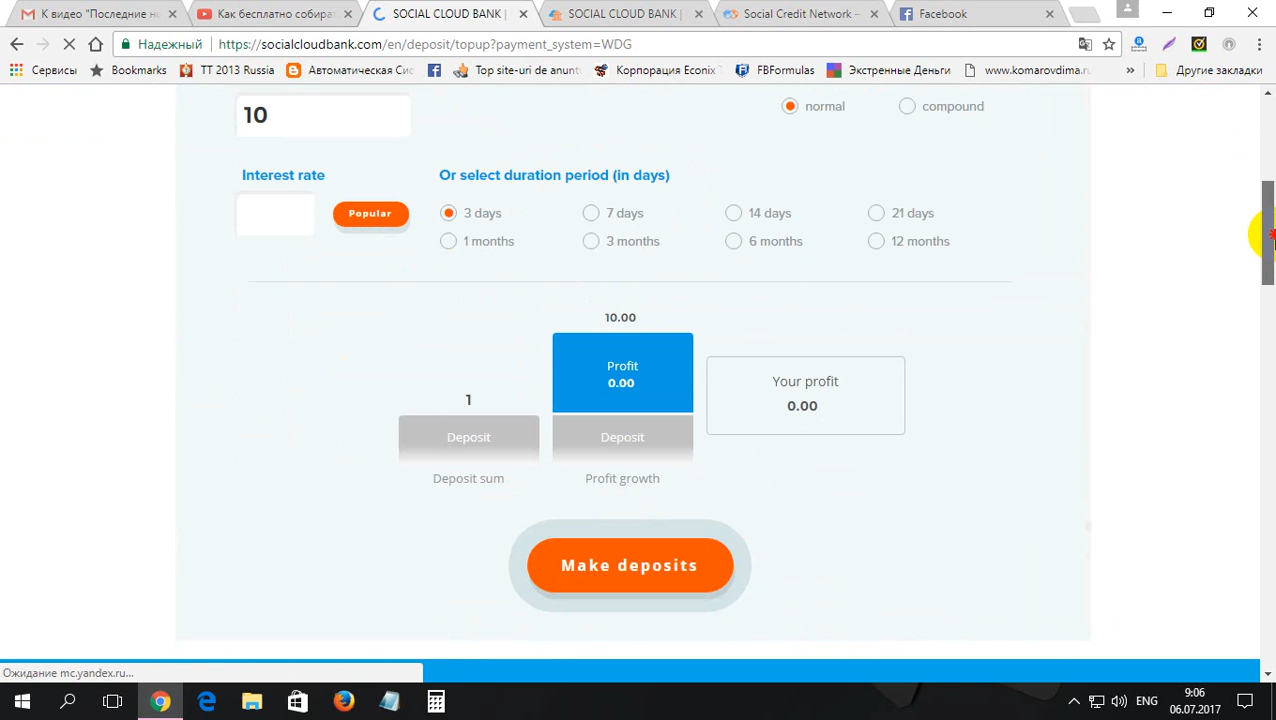 К видео "Последние но
Как бесплатно собира
SOCIAL CLOUD BANK |
SOCIAL CLOUD BANK |
Social Credit Network –
Facebook
Надежный
https://socialcloudbank.com/en/deposit/topup?payment_system=WDG
Сервисы
Bookmarks
TT 2013 Russia
Автоматическая Сис
Top site-uri de anunt
Корпорация Econix
FBFormulas
Экстренные Деньги
www.komarovdima.ru
»
Другие закладки
10
normal
compound
Interest rate
Or select duration period (in days)
Popular
3 days
7 days
14 days
21 days
1 months
3 months
6 months
12 months
10.00
Profit
0.00
Your profit
0.00
1
Deposit
Deposit
Deposit sum
Profit growth
Make deposits
Ожидание mc.yandex.ru...
ENG
9:06
06.07.2017